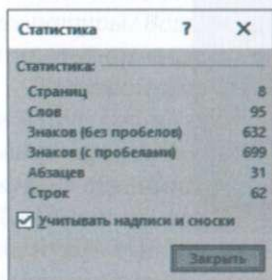 Статистика ? ×
Статистика:
Страниц 8
Слов 95
Знаков (без пробелов) 632
Знаков (с пробелами) 699
Абзацев 31
Строк 62
Учитывать надписи и сноски
Закрыть